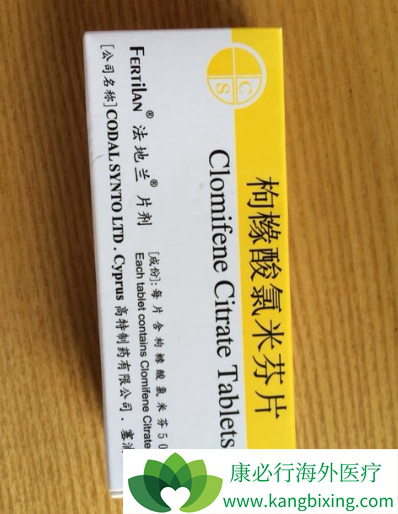 枸橼酸氯米芬片
Clomifene Citrate Tablets
C
S
FERTILAN® 法地兰® 片剂
[成份]:每片含枸橼酸氯米芬50
Each tablet contains Clomifene Citrate
[公司名称] CODAL SYNTO LTD. Cyprus 高特制药有限公司. 塞
康必行海外医疗
www.kangbixing.com